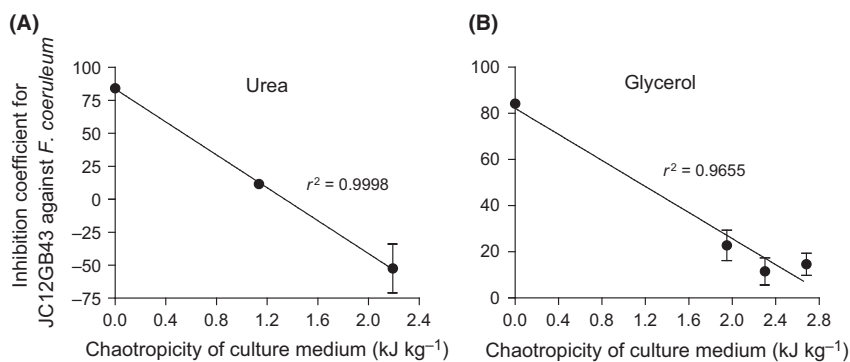 (A)
Inhibition coefficient for
JC12GB43 against F. coeruleum
100
75
50
25
0
−25
−50
−75
Urea
r² = 0.9998
0.0 0.4 0.8 1.2 1.6 2.0 2.4
Chaotropicity of culture medium (kJ kg⁻¹)
(B)
100
80
60
40
20
0
Glycerol
r² = 0.9655
0.0 0.4 0.8 1.2 1.6 2.0 2.4 2.8
Chaotropicity of culture medium (kJ kg⁻¹)